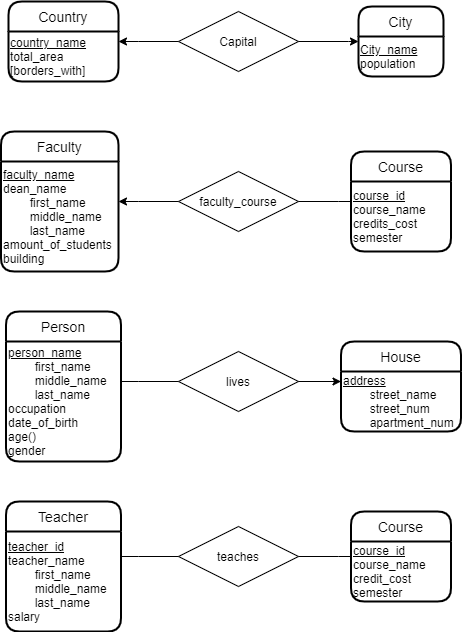 Country
country_name
total_area
[borders_with]
Capital
City
City_name
population
Faculty
faculty_name
dean_name
first_name
middle_name
last_name
amount_of_students
building
faculty_course
Course
course_id
course_name
credits_cost
semester
Person
person_name
first_name
middle_name
last_name
occupation
date_of_birth
age()
gender
lives
House
address
street_name
street_num
apartment_num
Teacher
teacher_id
teacher_name
first_name
middle_name
last_name
salary
teaches
Course
course_id
course_name
credit_cost
semester